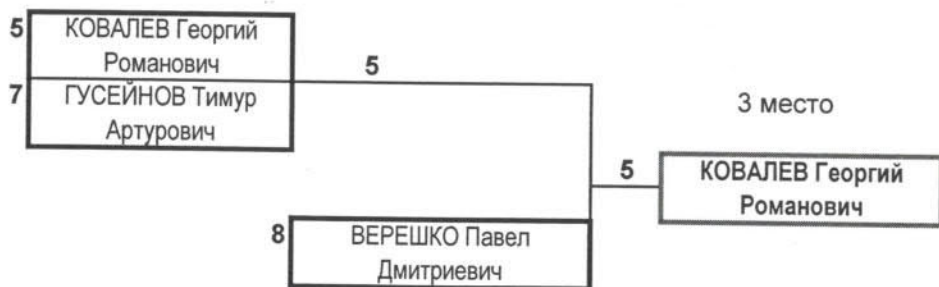 5 КОВАЛЕВ Георгий
Романович
5
7 ГУСЕЙНОВ Тимур
Артурович
3 место
5
КОВАЛЕВ Георгий
Романович
8 ВЕРЕШКО Павел
Дмитриевич